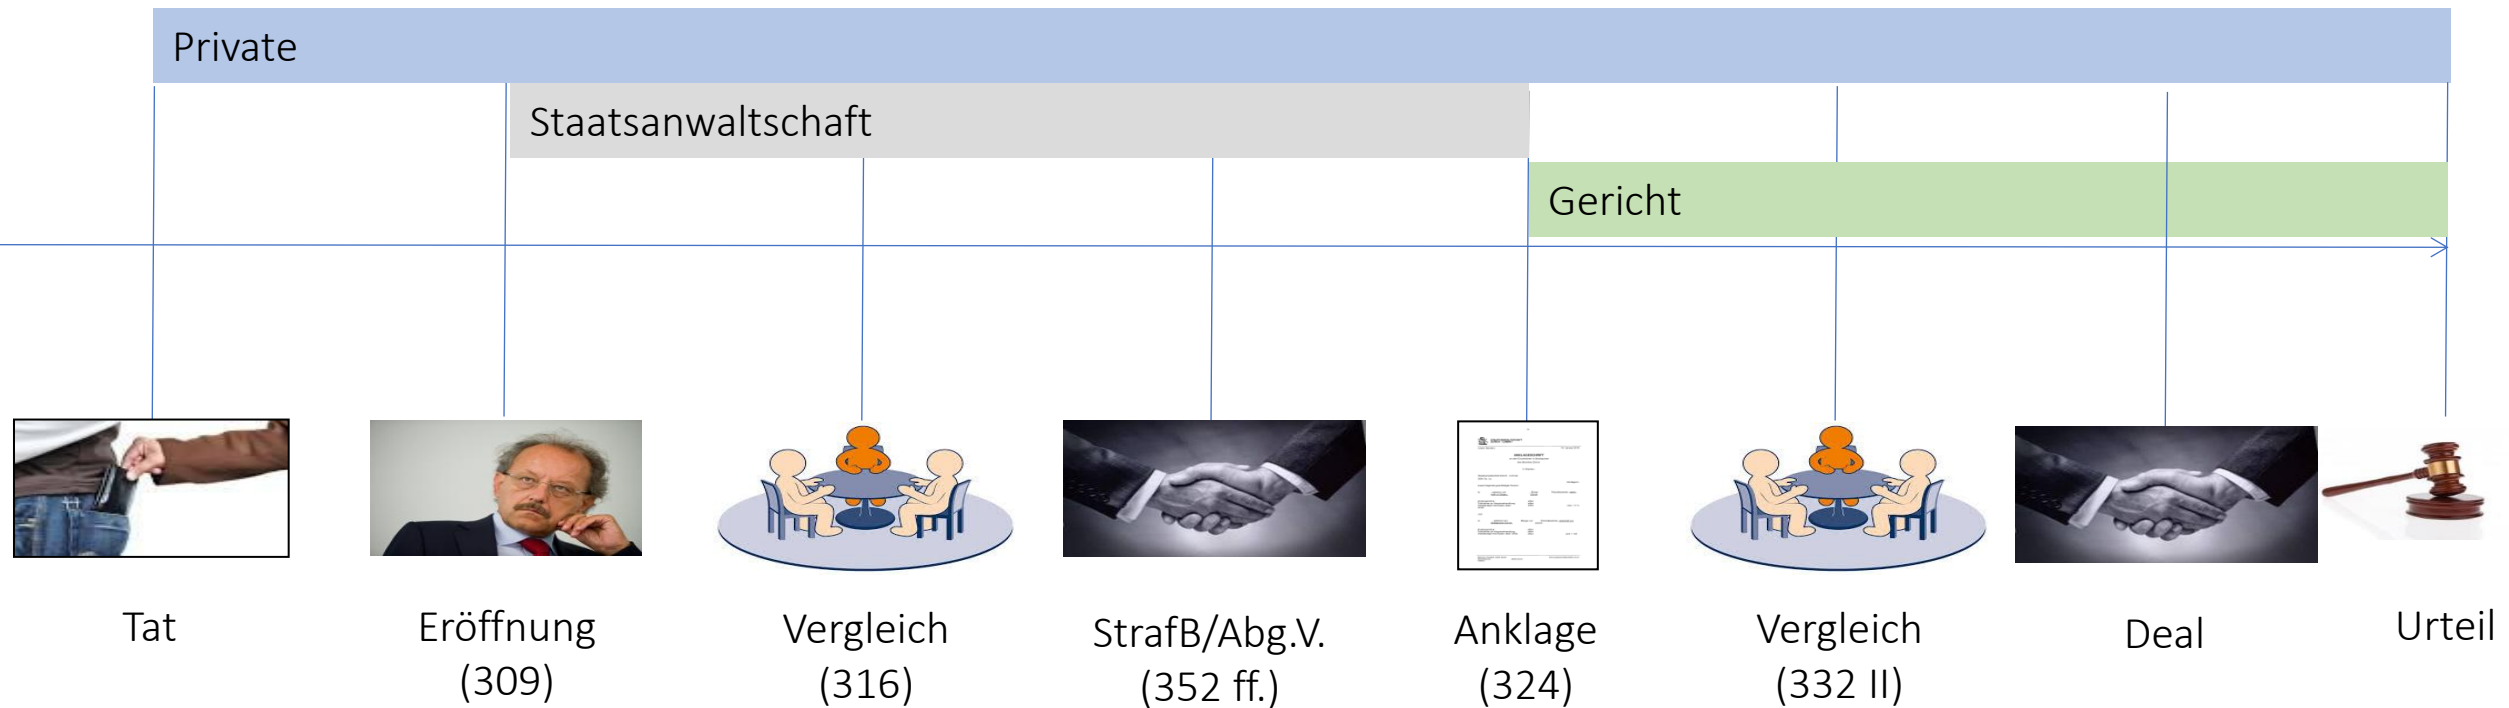 Private
Staatsanwaltschaft
Gericht
Tat
Eröffnung
(309)
Vergleich
(316)
StrafB/Abg.V.
(352 ff.)
Anklage
(324)
Vergleich
(332 II)
Deal
Urteil